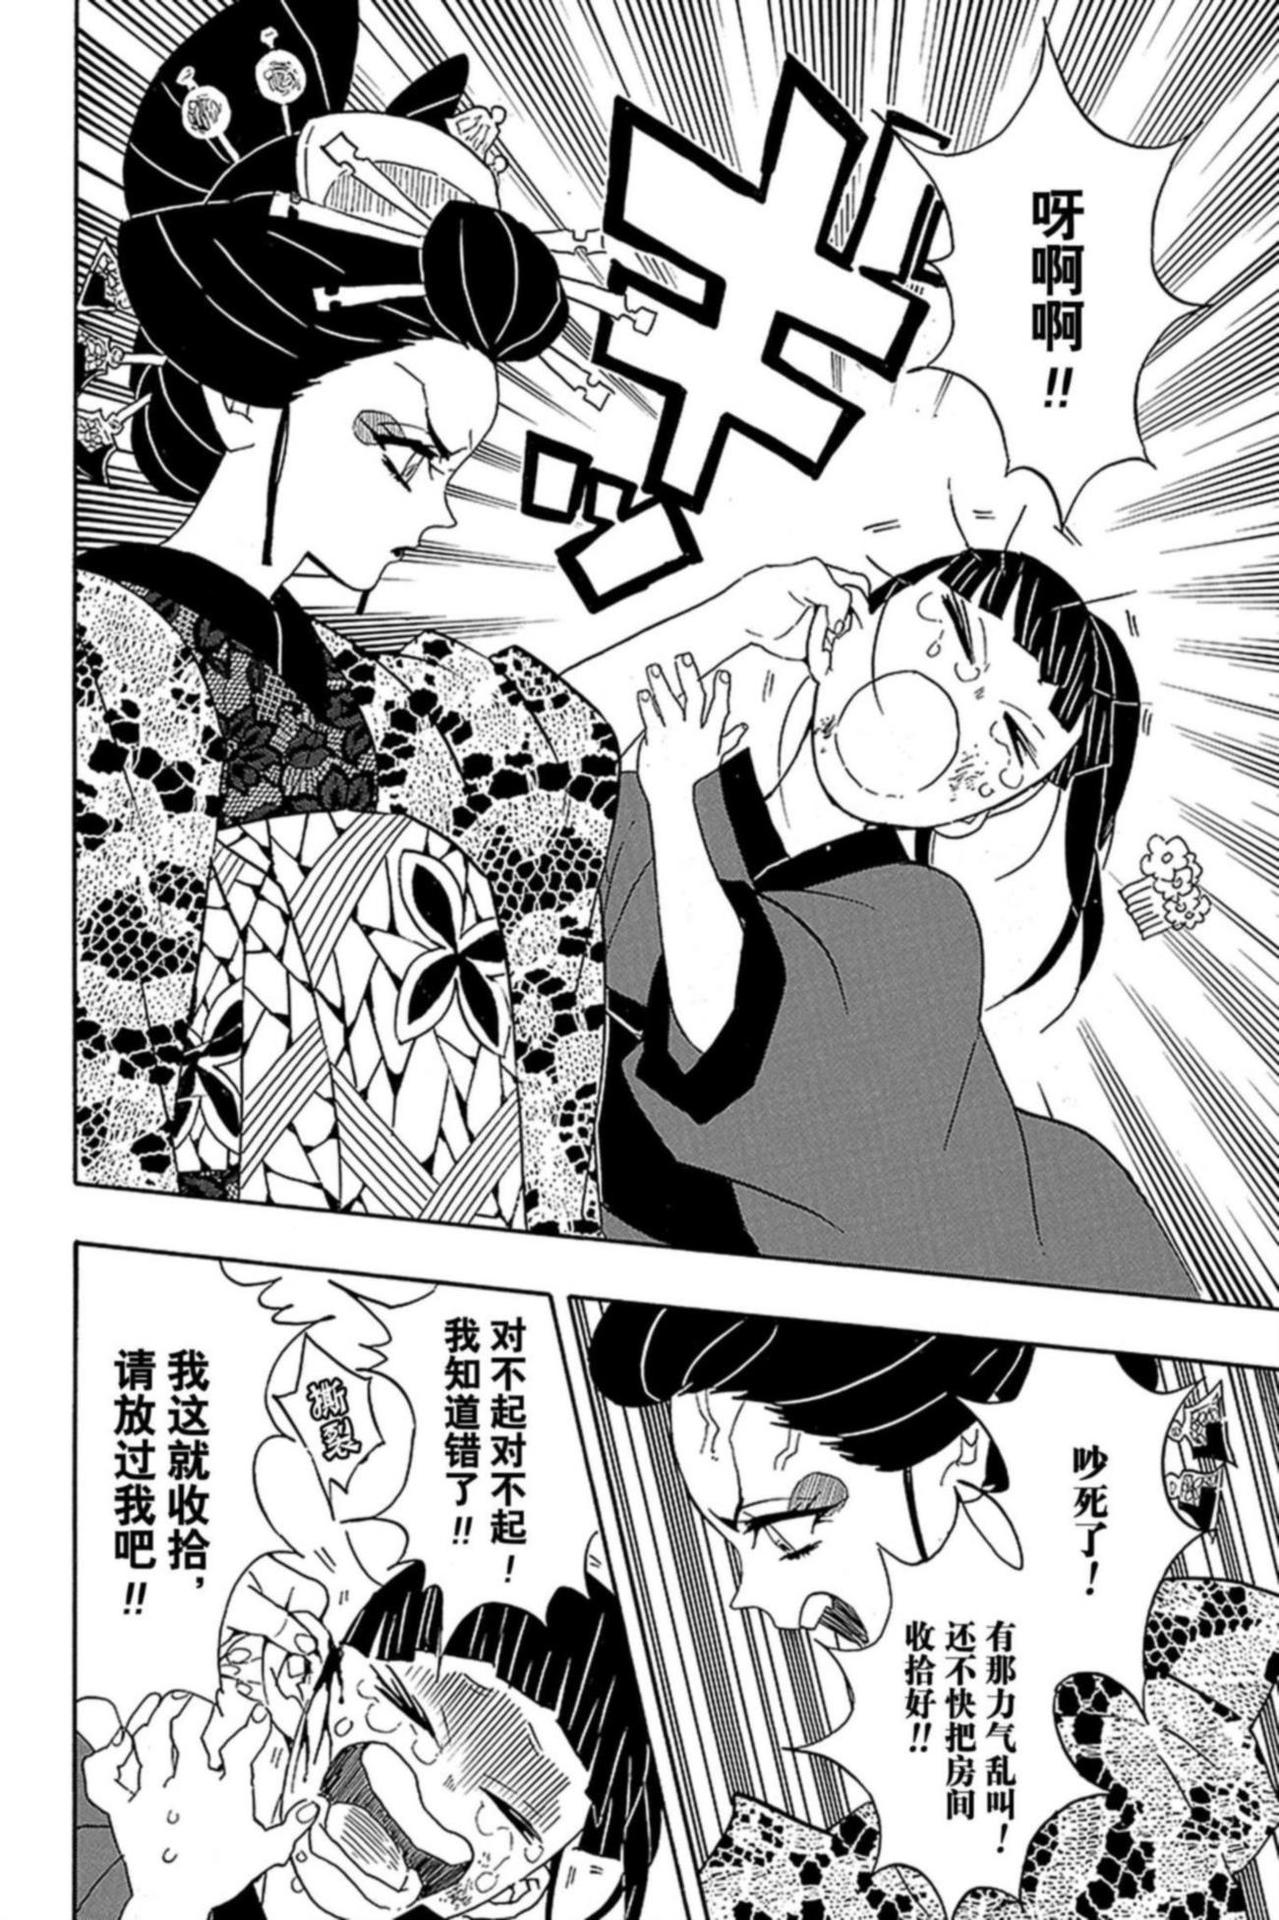 呀啊啊!!
ギッ
吵死了!
有那力气乱叫!
还不快把房间
收拾好!!
对不起对不起!
我知道错了!!
撕裂
我这就收拾,
请放过我吧!!